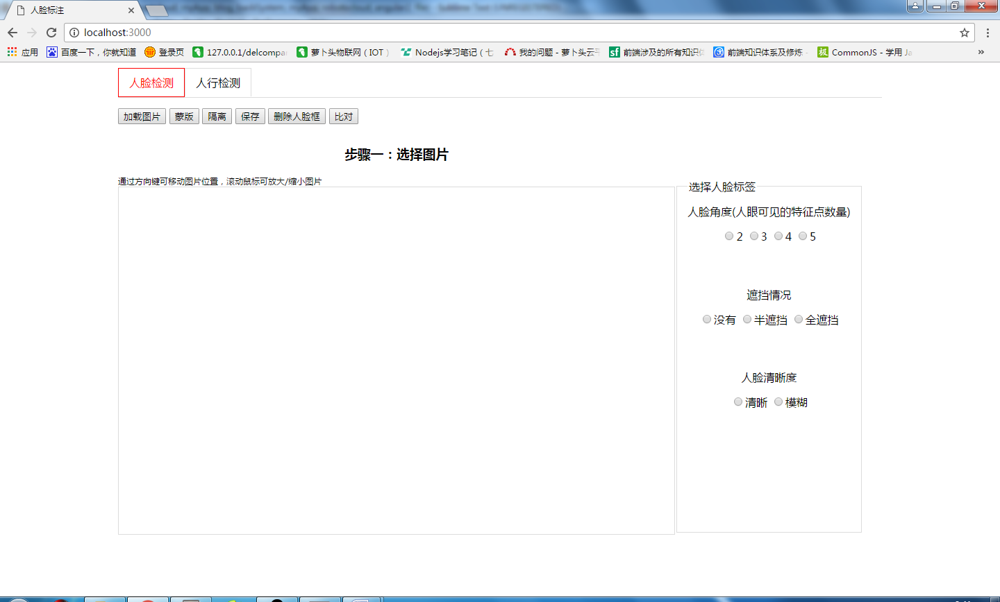 人脸标注
localhost:3000
应用 百度一下，你就知道 登录页 127.0.0.1/delcompa 萝卜头物联网（IOT） Nodejs学习笔记（七 我的问题 - 萝卜头云平 前端涉及的所有知识体 前端知识体系及修炼 - CommonJS - 学用 Ja »
人脸检测 人行检测
加载图片 蒙版 隔离 保存 删除人脸框 比对
步骤一：选择图片
通过方向键可移动图片位置，滚动鼠标可放大/缩小图片
选择人脸标签
人脸角度(人眼可见的特征点数量)
2 3 4 5
遮挡情况
没有 半遮挡 全遮挡
人脸清晰度
清晰 模糊